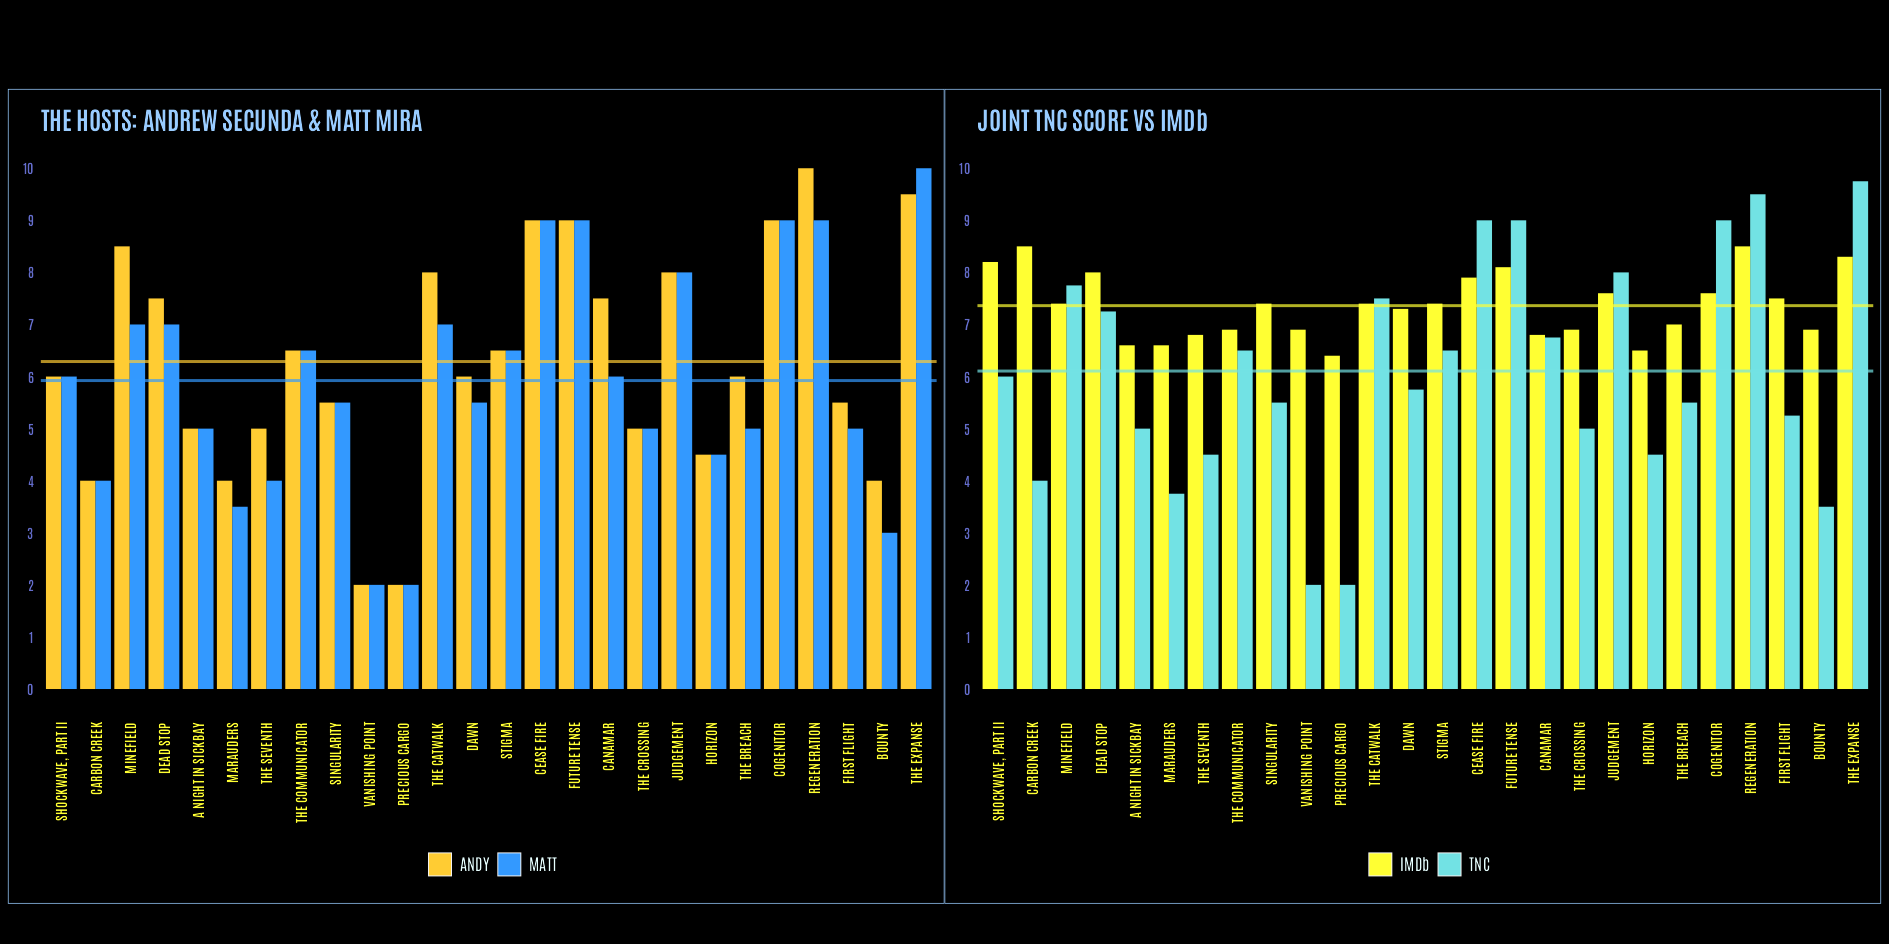 THE HOSTS: ANDREW SECUNDA & MATT MIRA
10
9
8
7
6
5
4
3
2
1
0
SHOCKWAVE, PART II
CARBON CREEK
MINEFIELD
DEAD STOP
A NIGHT IN SICKBAY
MARAUDERS
THE SEVENTH
THE COMMUNICATOR
SINGULARITY
VANISHING POINT
PRECIOUS CARGO
THE CATWALK
DAWN
STIGMA
CEASE FIRE
FUTURE TENSE
CANAMAR
THE CROSSING
JUDGEMENT
HORIZON
THE BREACH
COGENITOR
REGENERATION
FIRST FLIGHT
BOUNTY
THE EXPANSE
ANDY MATT
JOINT TNC SCORE VS IMDb
10
9
8
7
6
5
4
3
2
1
0
SHOCKWAVE, PART II
CARBON CREEK
MINEFIELD
DEAD STOP
A NIGHT IN SICKBAY
MARAUDERS
THE SEVENTH
THE COMMUNICATOR
SINGULARITY
VANISHING POINT
PRECIOUS CARGO
THE CATWALK
DAWN
STIGMA
CEASE FIRE
FUTURE TENSE
CANAMAR
THE CROSSING
JUDGEMENT
HORIZON
THE BREACH
COGENITOR
REGENERATION
FIRST FLIGHT
BOUNTY
THE EXPANSE
IMDb TNC